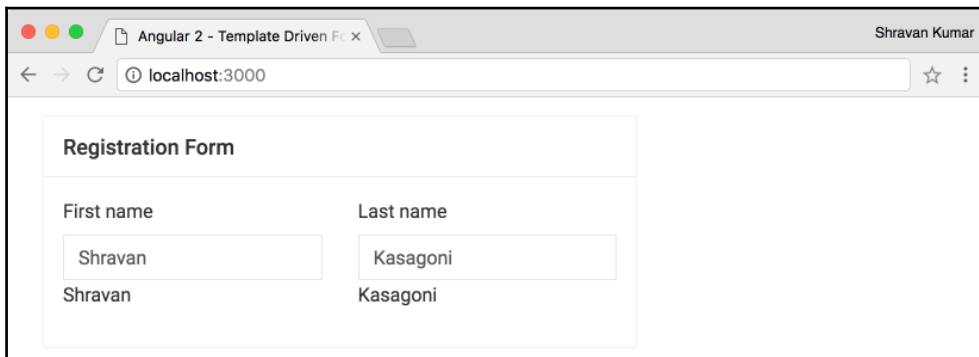 Angular 2 - Template Driven Fo
Shravan Kumar
localhost:3000
Registration Form
First name
Last name
Shravan
Kasagoni
Shravan
Kasagoni